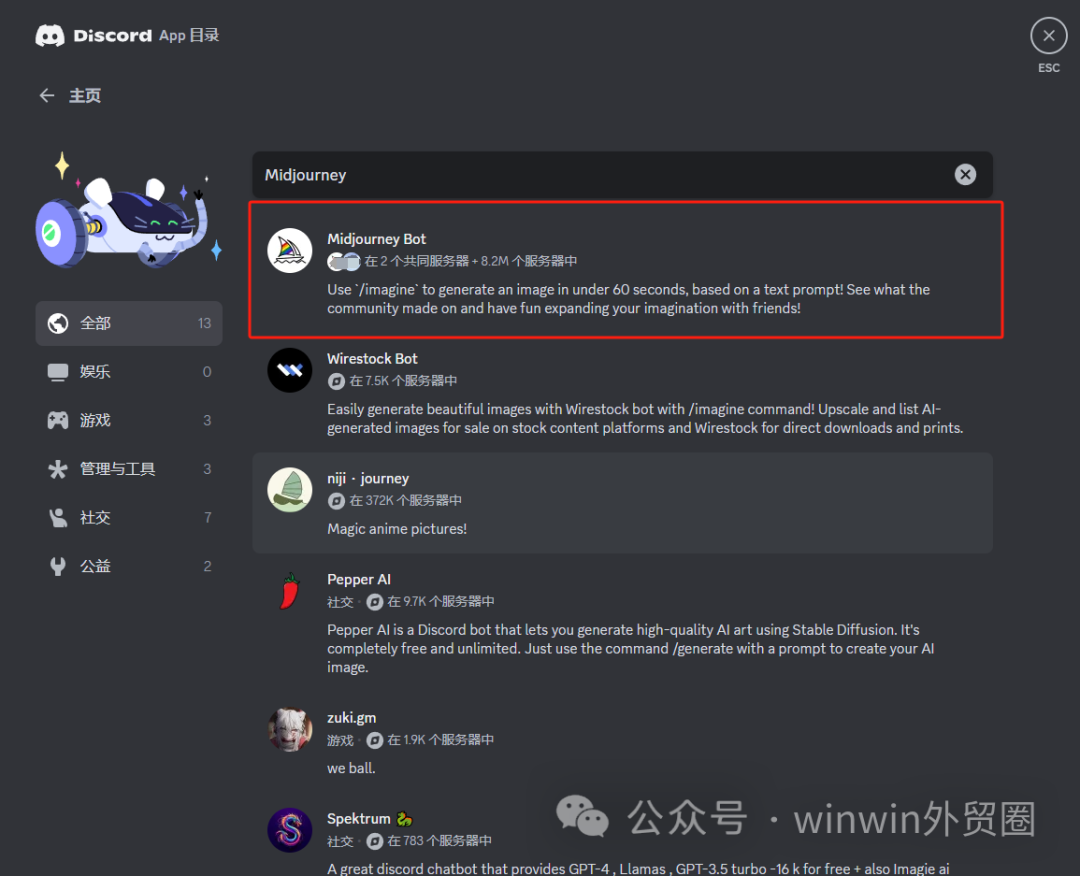 Discord App 目录
ESC
主页
Midjourney
Midjourney Bot
在 2 个共同服务器 + 8.2M 个服务器中
Use `/imagine` to generate an image in under 60 seconds, based on a text prompt! See what the
community made on and have fun expanding your imagination with friends!
全部 13
娱乐 0
游戏 3
管理与工具 3
社交 7
公益 2
Wirestock Bot
在 7.5K 个服务器中
Easily generate beautiful images with Wirestock bot with /imagine command! Upscale and list AI-
generated images for sale on stock content platforms and Wirestock for direct downloads and prints.
niji · journey
在 372K 个服务器中
Magic anime pictures!
Pepper AI
社交 · 在 9.7K 个服务器中
Pepper AI is a Discord bot that lets you generate high-quality AI art using Stable Diffusion. It's
completely free and unlimited. Just use the command /generate with a prompt to create your AI
image.
zuki.gm
游戏 · 在 1.9K 个服务器中
we ball.
Spektrum
社交 · 在 783 个服务器中
A great discord chatbot that provides GPT-4 , Llamas , GPT-3.5 turbo -16 k for free + also Imagie ai
公众号 · winwin外贸圈